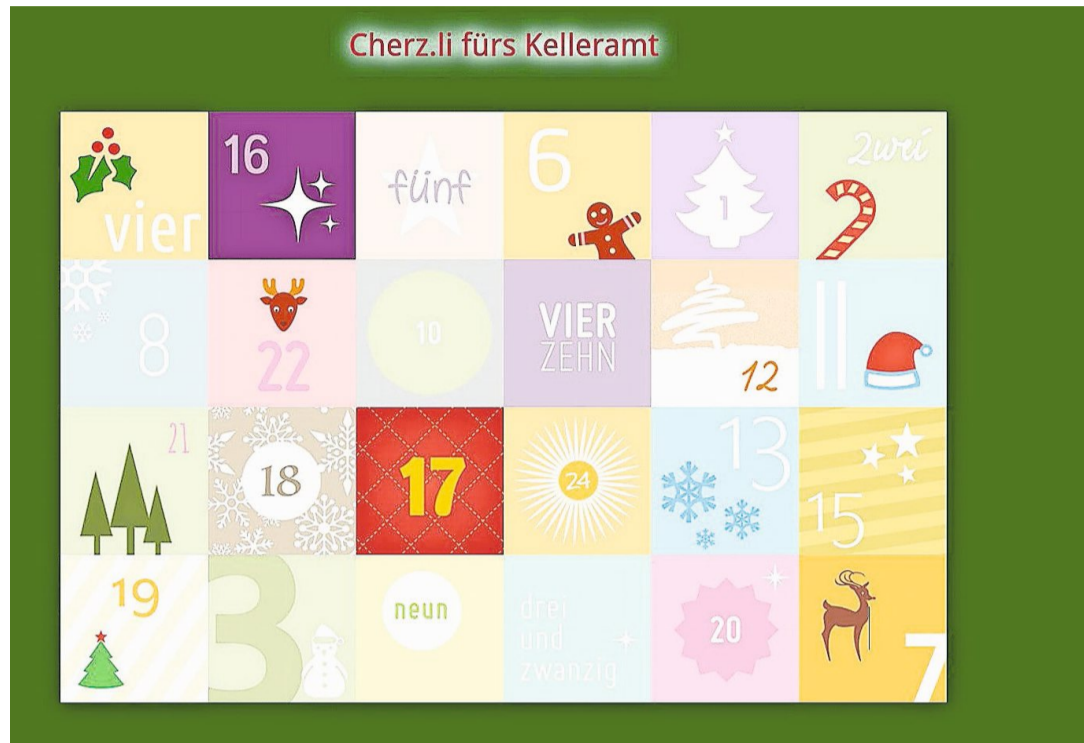 Cherz.li fürs Kelleramt
vier
16
fünf
6
1
2wei
8
22
10
VIER
ZEHN
12
11
21
18
17
24
13
15
19
3
neun
drei
und
zwanzig
20
7